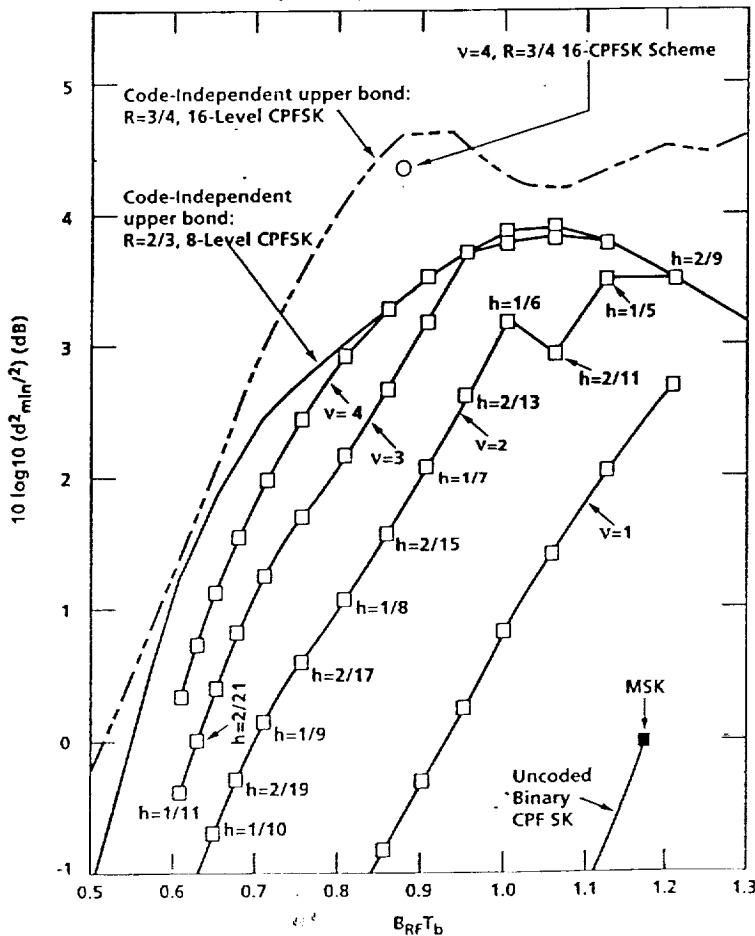 ν=4, R=3/4 16-CPFSK Scheme
Code-Independent upper bond:
R=3/4, 16-Level CPFSK
Code-Independent
upper bond:
R=2/3, 8-Level CPFSK
h=2/9
h=1/6
h=1/5
h=2/11
ν=4
ν=3
h=2/13
ν=2
h=1/7
h=2/15
ν=1
h=1/8
h=2/17
h=2/21
h=1/9
MSK
h=2/19
h=1/11
h=1/10
Uncoded
Binary
CPF SK
10 log10 (d²min/2) (dB)
5
4
3
2
1
0
-1
0.5 0.6 0.7 0.8 0.9 1.0 1.1 1.2 1.3
BRFTb